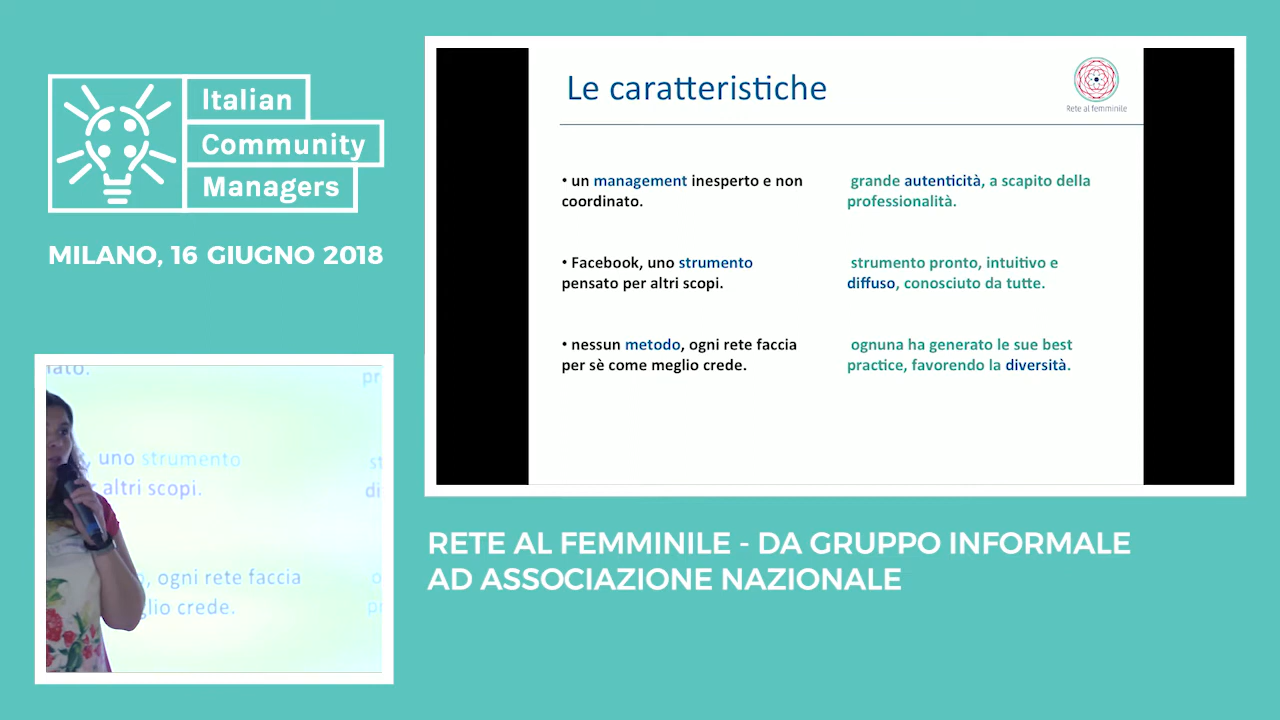 Italian
Community
Managers
MILANO, 16 GIUGNO 2018
Le caratteristiche
Rete al femminile
• un management inesperto e non
coordinato.
grande autenticità, a scapito della
professionalità.
• Facebook, uno strumento
pensato per altri scopi.
strumento pronto, intuitivo e
diffuso, conosciuto da tutte.
• nessun metodo, ogni rete faccia
per sè come meglio crede.
ognuna ha generato le sue best
practice, favorendo la diversità.
uno strumento
altri scopi.
ogni rete faccia
crede.
RETE AL FEMMINILE - DA GRUPPO INFORMALE
AD ASSOCIAZIONE NAZIONALE